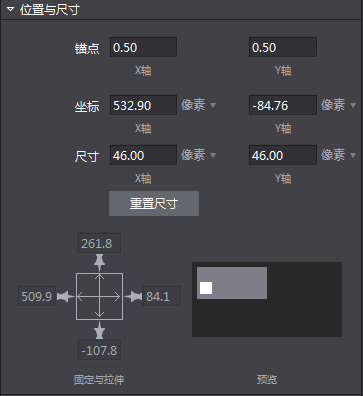 位置与尺寸
锚点 0.50 0.50
X轴 Y轴
坐标 532.90 像素 -84.76 像素
X轴 Y轴
尺寸 46.00 像素 46.00 像素
X轴 Y轴
重置尺寸
261.8
509.9 84.1
-107.8
固定与拉伸 预览